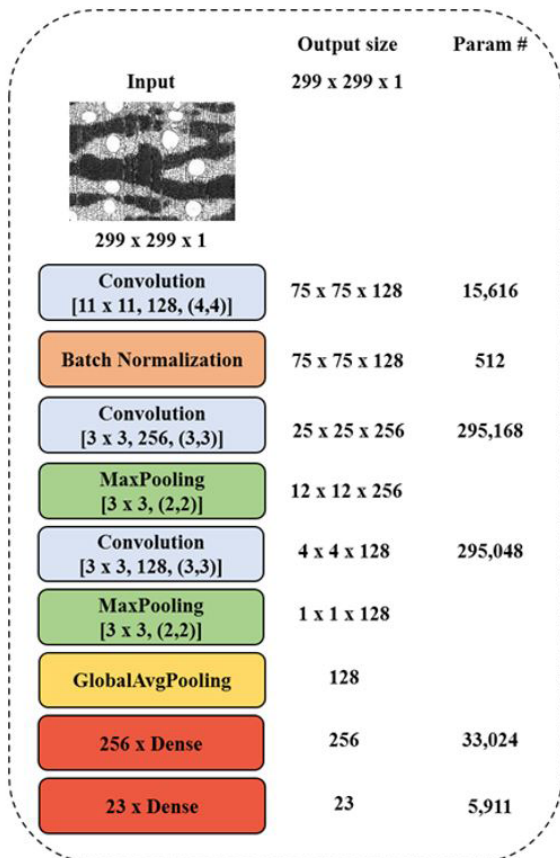 Output size Param #
Input 299 x 299 x 1
299 x 299 x 1
Convolution
[11 x 11, 128, (4,4)] 75 x 75 x 128 15,616
Batch Normalization 75 x 75 x 128 512
Convolution
[3 x 3, 256, (3,3)] 25 x 25 x 256 295,168
MaxPooling
[3 x 3, (2,2)] 12 x 12 x 256
Convolution
[3 x 3, 128, (3,3)] 4 x 4 x 128 295,048
MaxPooling
[3 x 3, (2,2)] 1 x 1 x 128
GlobalAvgPooling 128
256 x Dense 256 33,024
23 x Dense 23 5,911